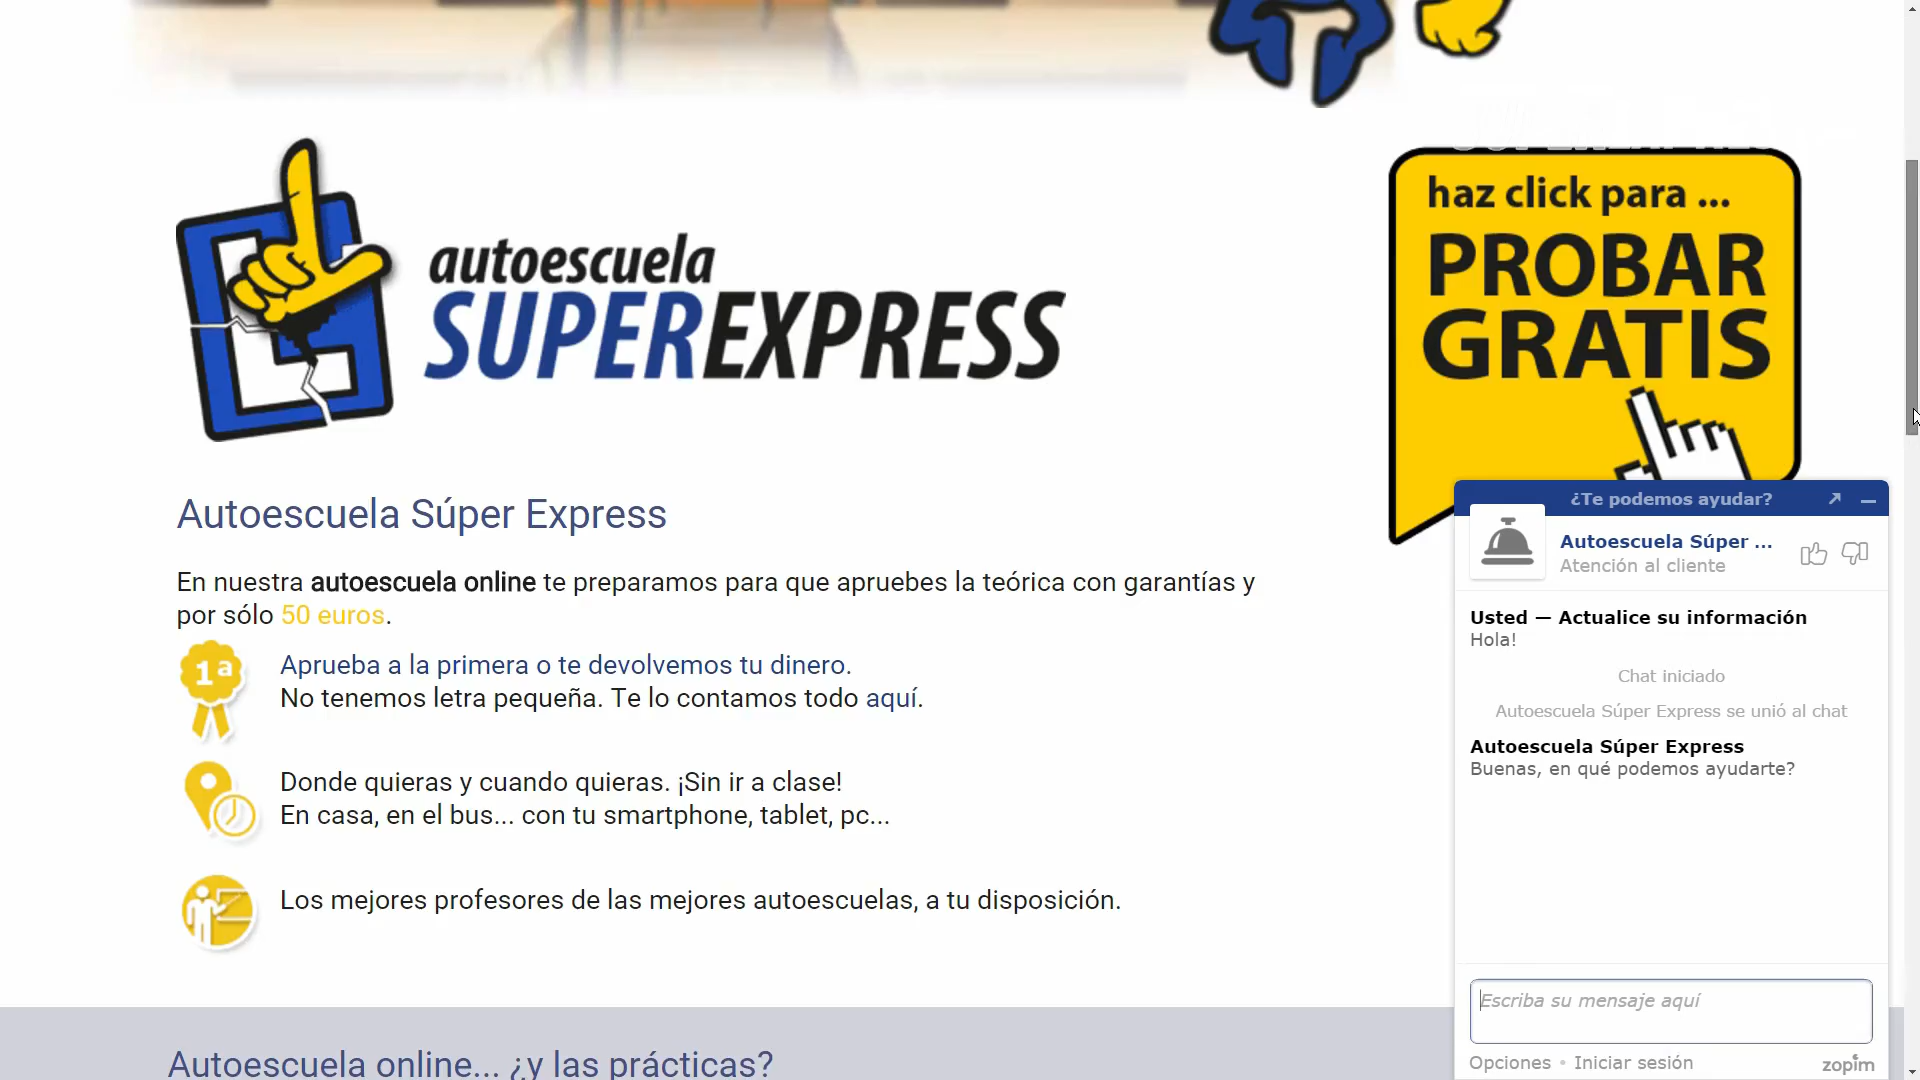 autoescuela
SUPEREXPRESS
haz click para ...
PROBAR
GRATIS
Autoescuela Súper Express
En nuestra autoescuela online te preparamos para que apruebes la teórica con garantías y
por sólo 50 euros.
1ª
Aprueba a la primera o te devolvemos tu dinero.
No tenemos letra pequeña. Te lo contamos todo aquí.
Donde quieras y cuando quieras. ¡Sin ir a clase!
En casa, en el bus... con tu smartphone, tablet, pc...
Los mejores profesores de las mejores autoescuelas, a tu disposición.
Autoescuela online... ¿y las prácticas?
¿Te podemos ayudar?
Autoescuela Súper ...
Atención al cliente
Usted — Actualice su información
Hola!
Chat iniciado
Autoescuela Súper Express se unió al chat
Autoescuela Súper Express
Buenas, en qué podemos ayudarte?
Escriba su mensaje aquí
Opciones • Iniciar sesión
zopim